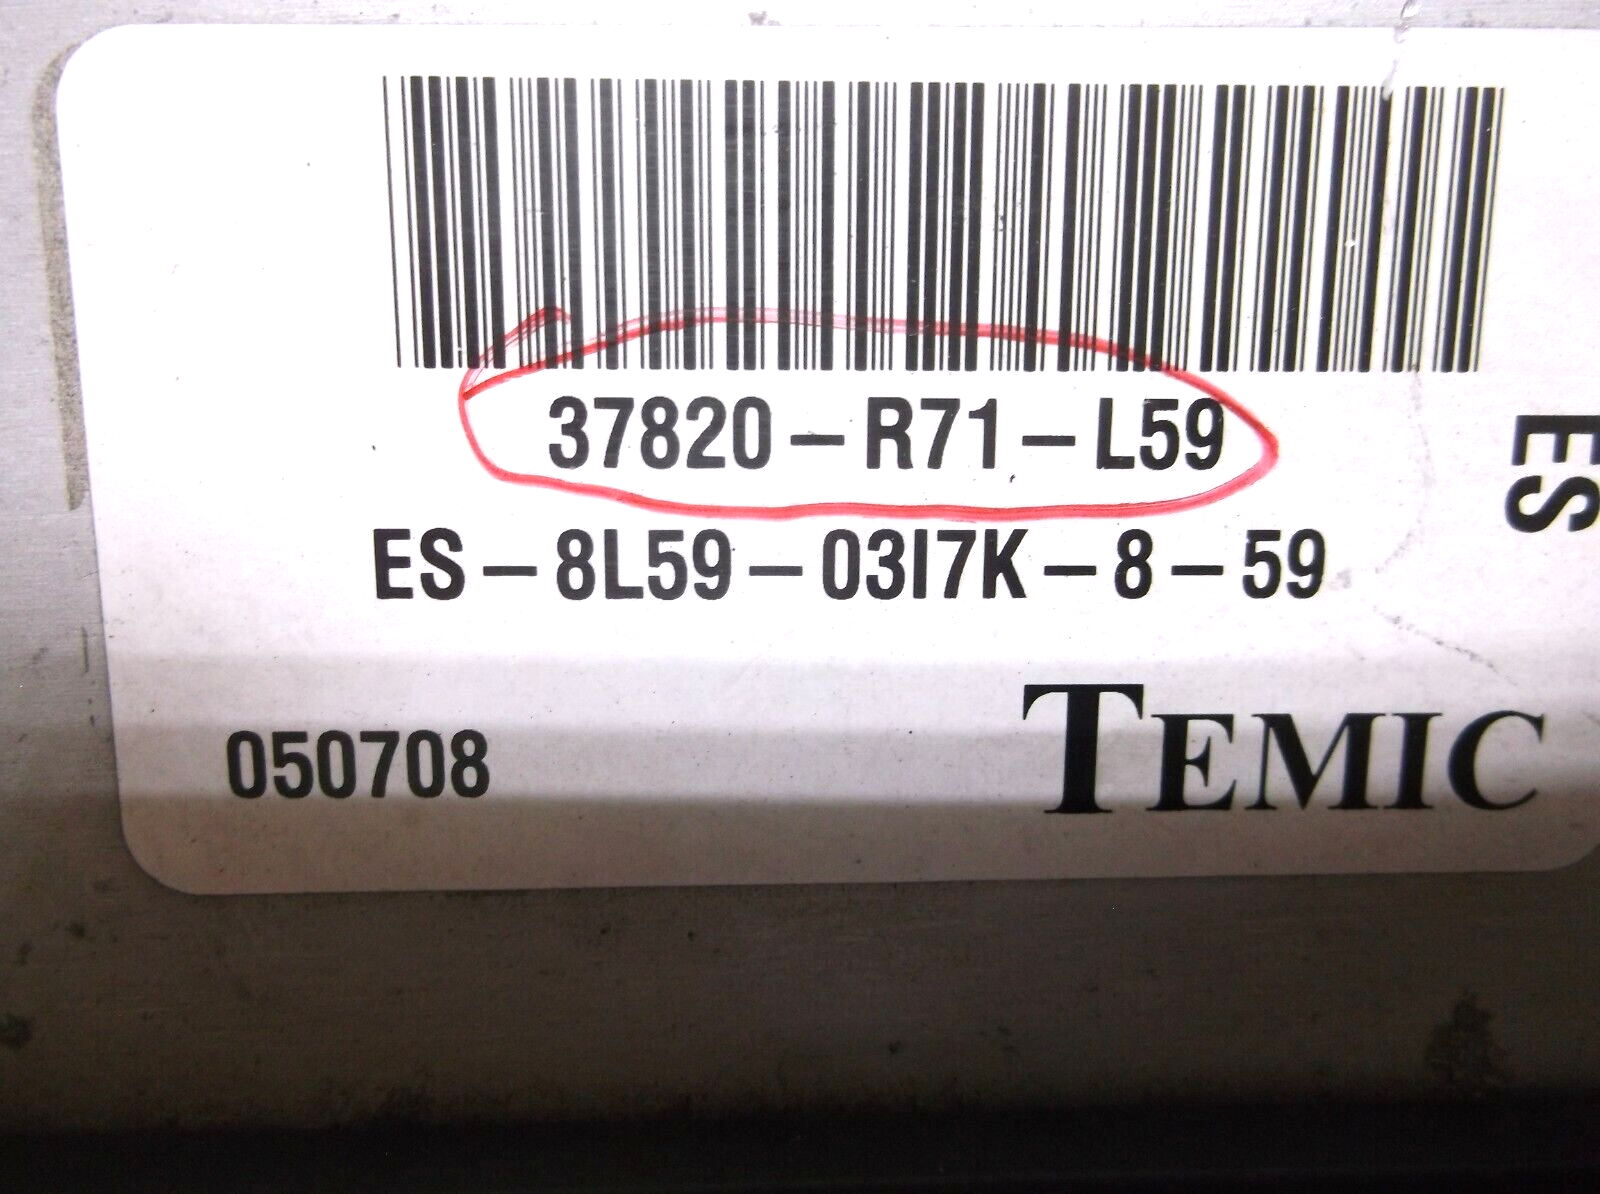 37820-R71-L59
ES-8L59-03I7K-8-59
050708
TEMIC
ES